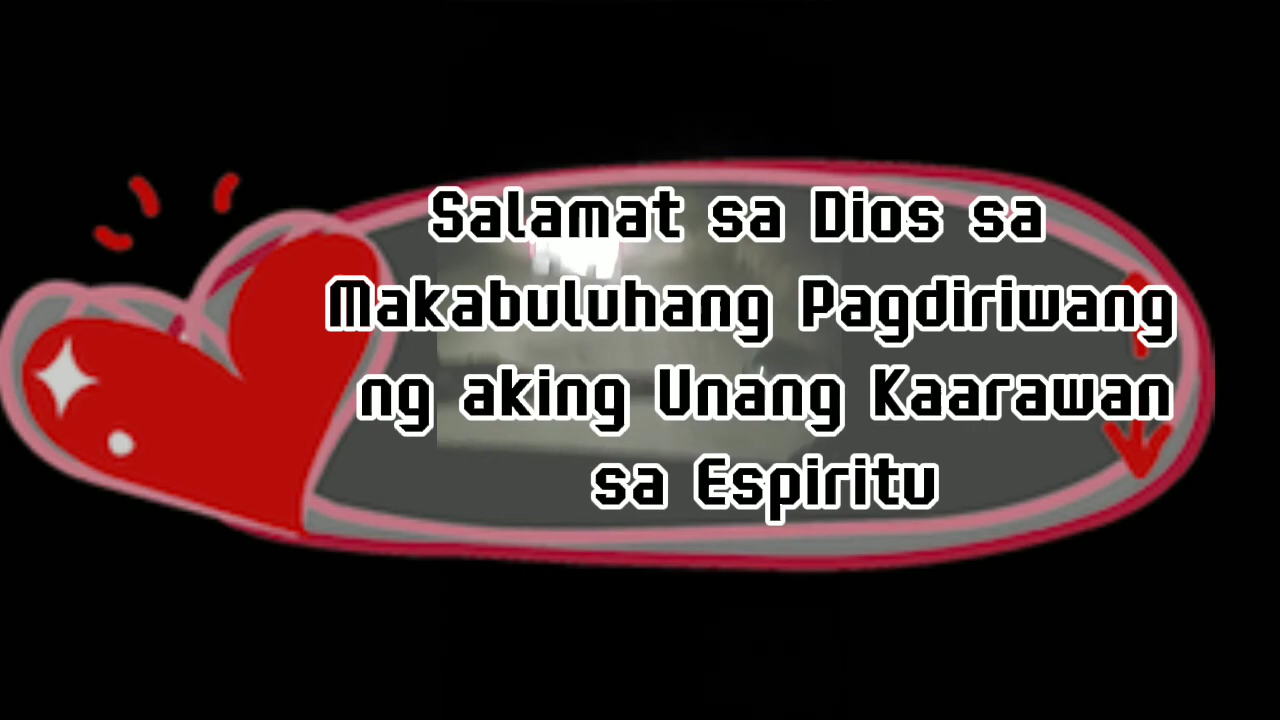 Salamat sa Dios sa
Makabuluhang Pagdiriwang
ng aking Unang Kaarawan
sa Espiritu